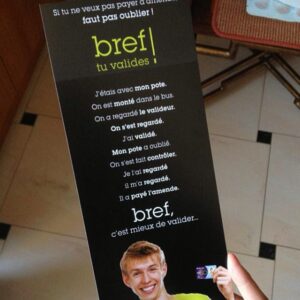 Si tu ne veux pas payer d'amende...
faut pas oublier !
bref!
tu valides
J'étais avec mon pote.
On est monté dans le bus.
On a regardé le valideur.
On s'est regardé.
J'ai validé.
Mon pote a oublié.
On s'est fait contrôler.
Je l'ai regardé
il m'a regardé.
Il a payé l'amende.
bref,
c'est mieux de valider...